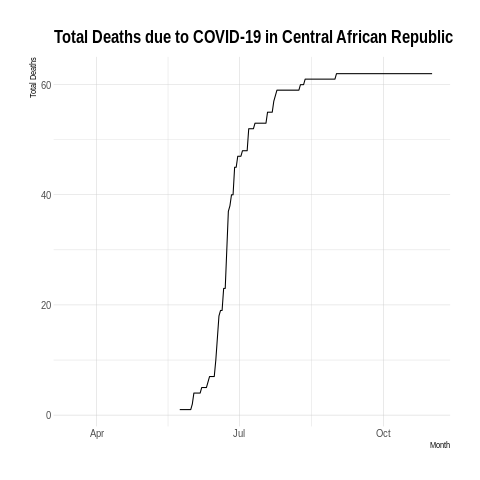 Total Deaths due to COVID-19 in Central African Republic
Total Deaths
60
40
20
0
Apr
Jul
Oct
Month